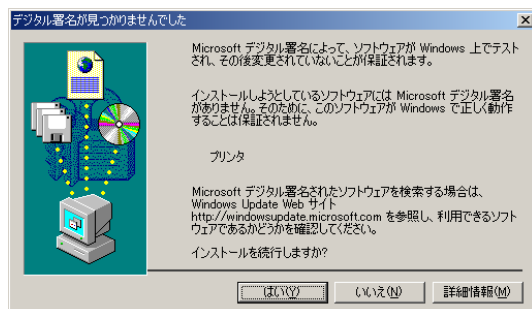 デジタル署名が見つかりませんでした
Microsoft デジタル署名によって、ソフトウェアが Windows 上でテスト
され、その後変更されていないことが保証されます。
インストールしようとしているソフトウェアには Microsoft デジタル署名
がありません。そのために、このソフトウェアが Windows で正しく動作
することは保証されません。
プリンタ
Microsoft デジタル署名されたソフトウェアを検索する場合は、
Windows Update Web サイト
http://windowsupdate.microsoft.com を参照し、利用できるソフト
ウェアであるかどうかを確認してください。
インストールを続行しますか?
はい(Y) いいえ(N) 詳細情報(M)